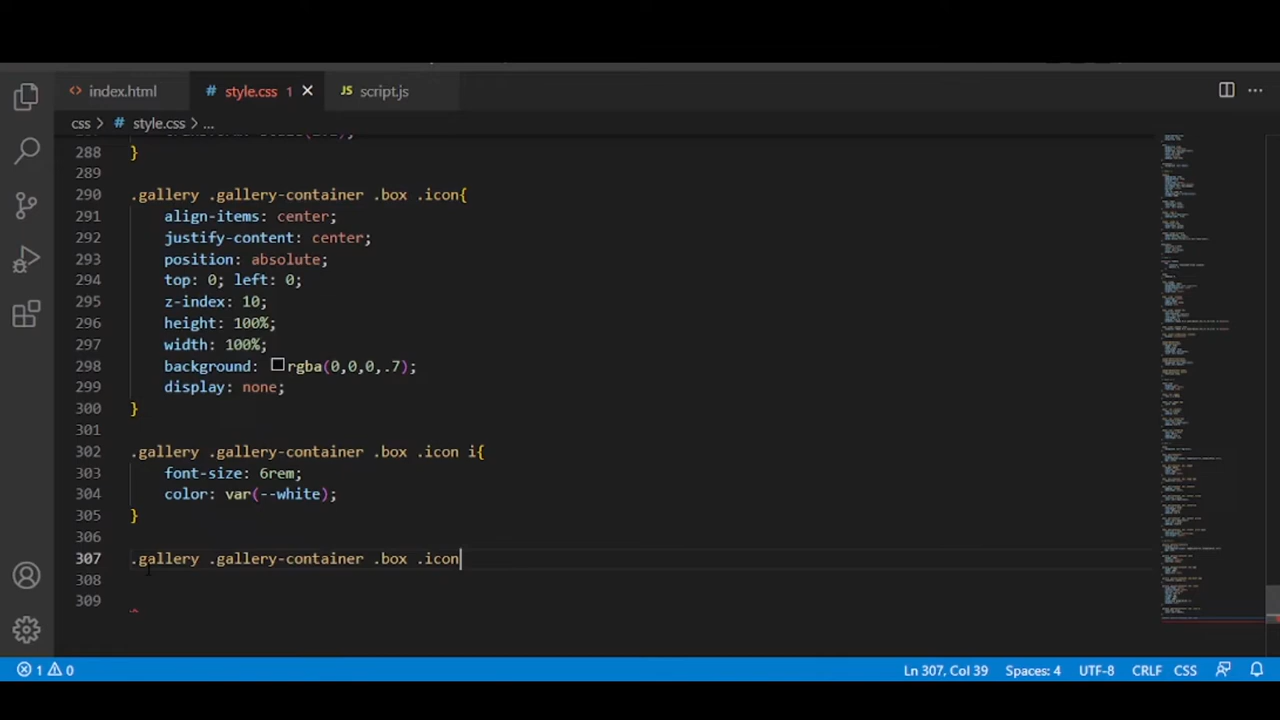 index.html
style.css 1
script.js
css > style.css > ...
288 }
289
290 .gallery .gallery-container .box .icon{
291 align-items: center;
292 justify-content: center;
293 position: absolute;
294 top: 0; left: 0;
295 z-index: 10;
296 height: 100%;
297 width: 100%;
298 background: rgba(0,0,0,.7);
299 display: none;
300 }
301
302 .gallery .gallery-container .box .icon i{
303 font-size: 6rem;
304 color: var(--white);
305 }
306
307 .gallery .gallery-container .box .icon
308
309
1 0 Ln 307, Col 39 Spaces: 4 UTF-8 CRLF CSS